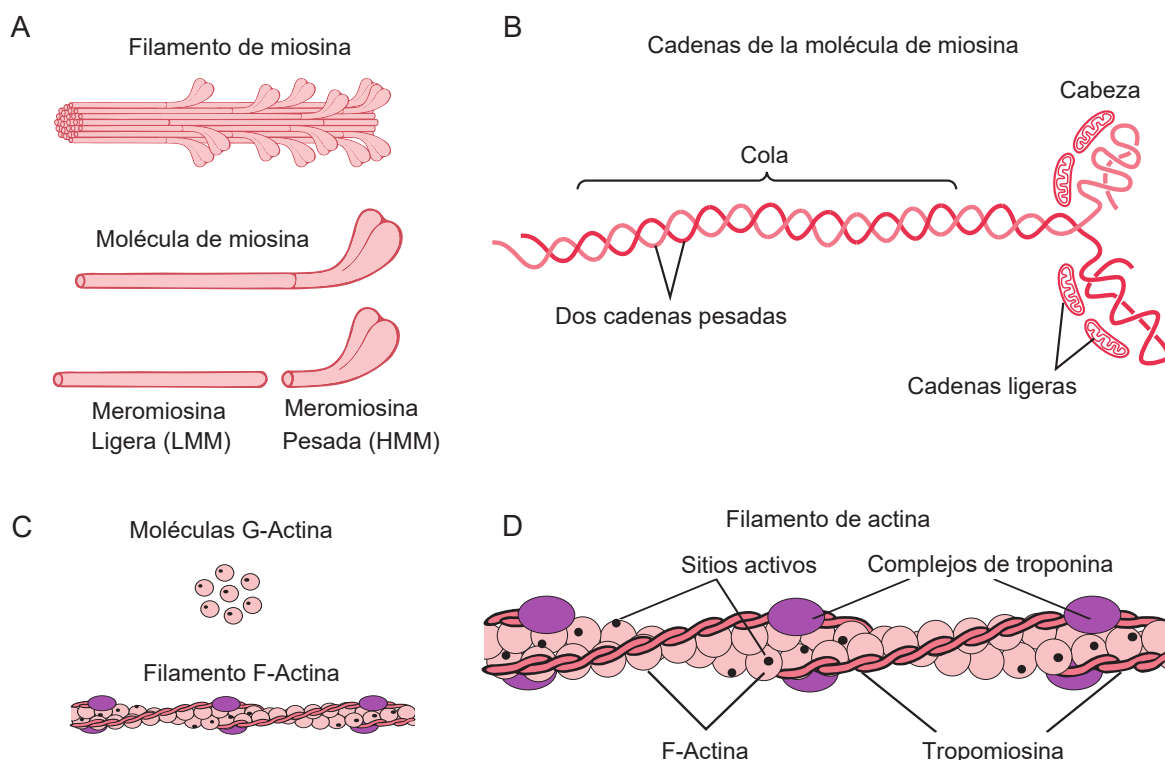 A
Filamento de miosina
Molécula de miosina
Meromiosina
Ligera (LMM)
Meromiosina
Pesada (HMM)
B
Cadenas de la molécula de miosina
Cabeza
Cola
Dos cadenas pesadas
Cadenas ligeras
C
Moléculas G-Actina
Filamento F-Actina
D
Filamento de actina
Sitios activos
Complejos de troponina
F-Actina
Tropomiosina